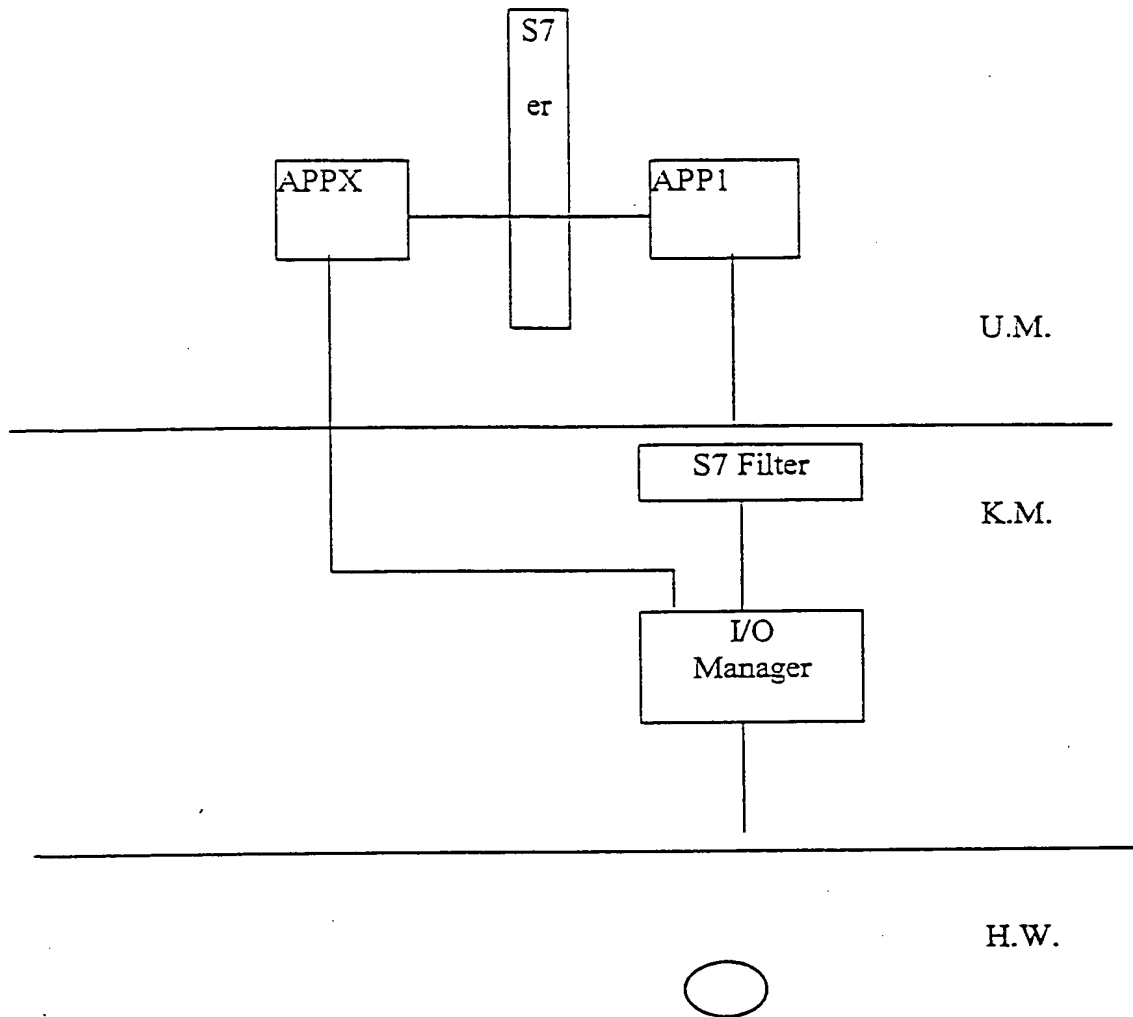 S7
er
APPX
APP1
U.M.
S7 Filter
K.M.
I/O
Manager
H.W.